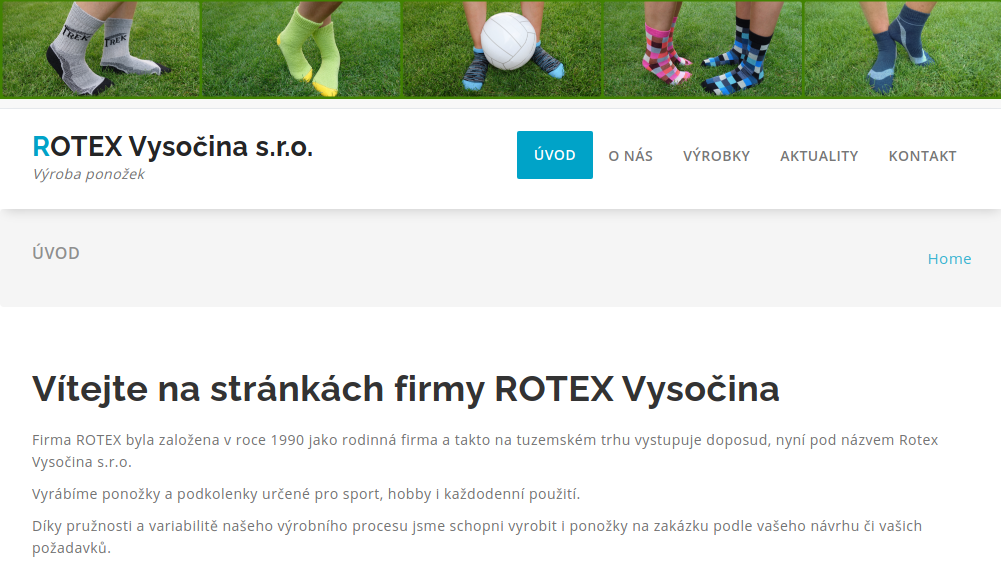 TREK
TREK
ROTEX Vysočina s.r.o.
Výroba ponožek
ÚVOD
O NÁS
VÝROBKY
AKTUALITY
KONTAKT
ÚVOD
Home
Vítejte na stránkách firmy ROTEX Vysočina
Firma ROTEX byla založena v roce 1990 jako rodinná firma a takto na tuzemském trhu vystupuje doposud, nyní pod názvem Rotex
Vysočina s.r.o.
Vyrábíme ponožky a podkolenky určené pro sport, hobby i každodenní použití.
Díky pružnosti a variabilitě našeho výrobního procesu jsme schopni vyrobit i ponožky na zakázku podle vašeho návrhu či vašich
požadavků.